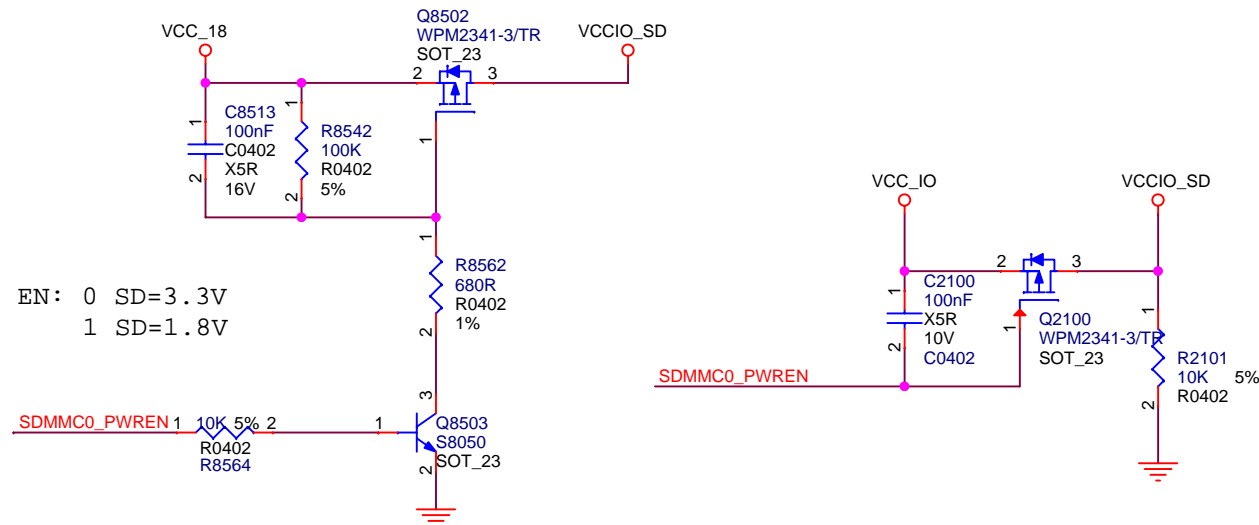 Q8502
WPM2341-3/TR
SOT_23
VCC_18
VCCIO_SD
2
3
1
C8513
100nF
C0402
X5R
16V
1
2
R8542
100K
R0402
5%
1
2
R8562
680R
R0402
1%
1
2
EN: 0 SD=3.3V
1 SD=1.8V
SDMMC0_PWREN
1
10K 5%
2
R0402
R8564
1
3
2
Q8503
S8050
SOT_23
VCC_IO
VCCIO_SD
2
3
1
C2100
100nF
X5R
10V
C0402
1
2
Q2100
WPM2341-3/TR
SOT_23
SDMMC0_PWREN
1
2
R2101
10K 5%
R0402